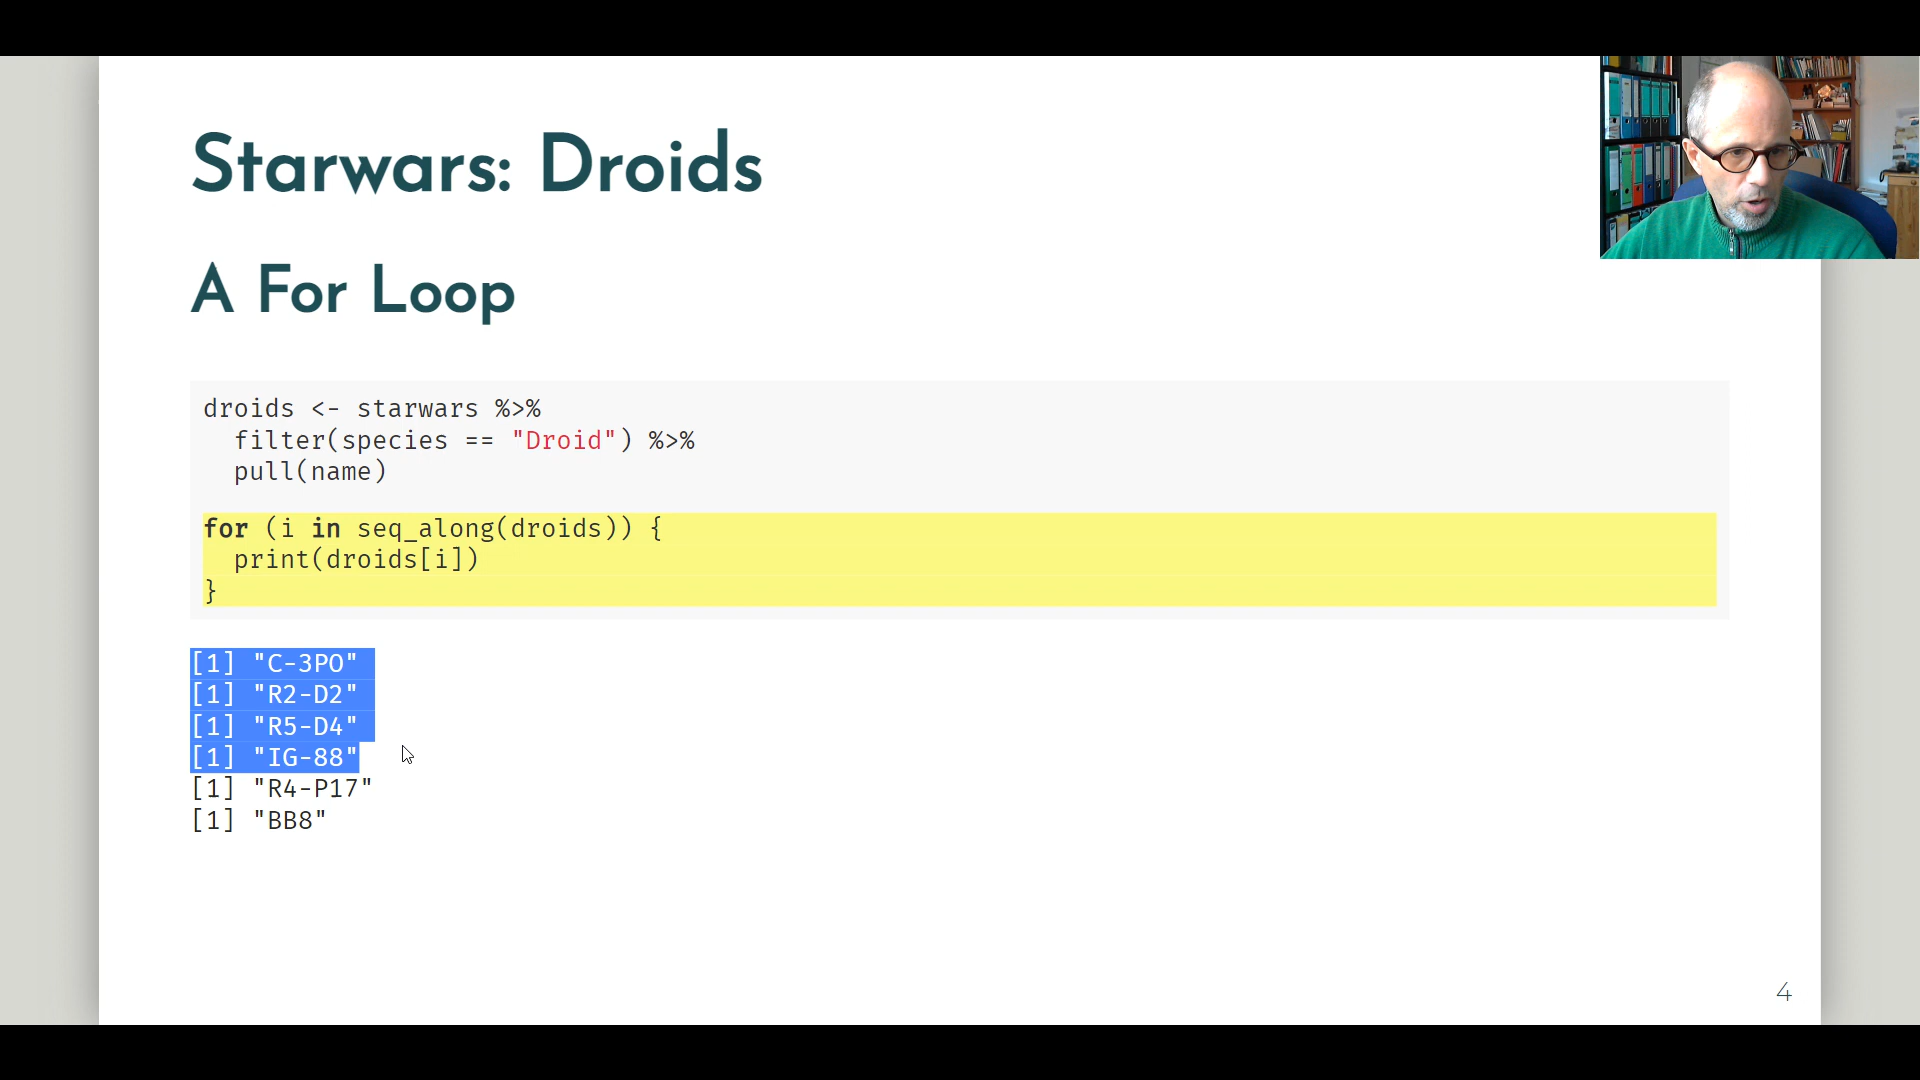 Starwars: Droids
A For Loop
droids <- starwars %>%
  filter(species == "Droid") %>%
  pull(name)
for (i in seq_along(droids)) {
  print(droids[i])
}
[1] "C-3PO"
[1] "R2-D2"
[1] "R5-D4"
[1] "IG-88"
[1] "R4-P17"
[1] "BB8"
4